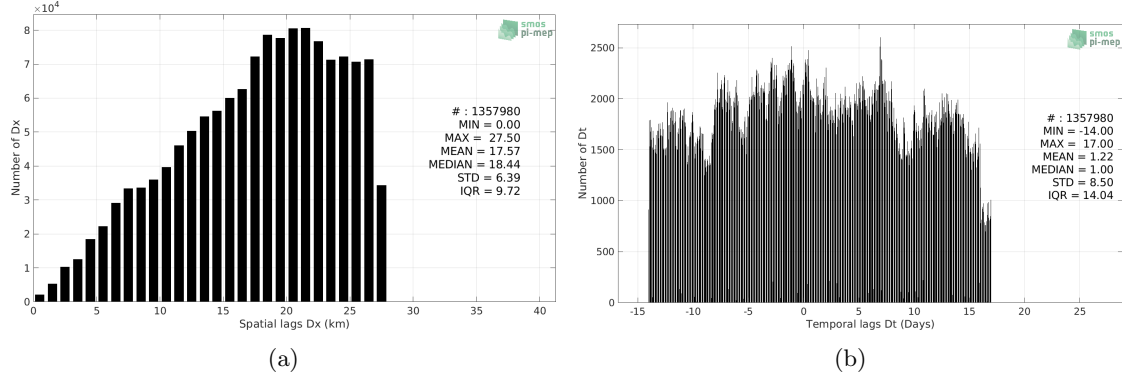 ×10⁴
8
7
6
5
4
3
2
1
0
Number of Dx
0 5 10 15 20 25 30 35 40
Spatial lags Dx (km)
smos
pi-mep
# : 1357980
MIN = 0.00
MAX = 27.50
MEAN = 17.57
MEDIAN = 18.44
STD = 6.39
IQR = 9.72
(a)
2500
2000
1500
1000
500
0
Number of Dt
-15 -10 -5 0 5 10 15 20 25
Temporal lags Dt (Days)
smos
pi-mep
# : 1357980
MIN = -14.00
MAX = 17.00
MEAN = 1.22
MEDIAN = 1.00
STD = 8.50
IQR = 14.04
(b)